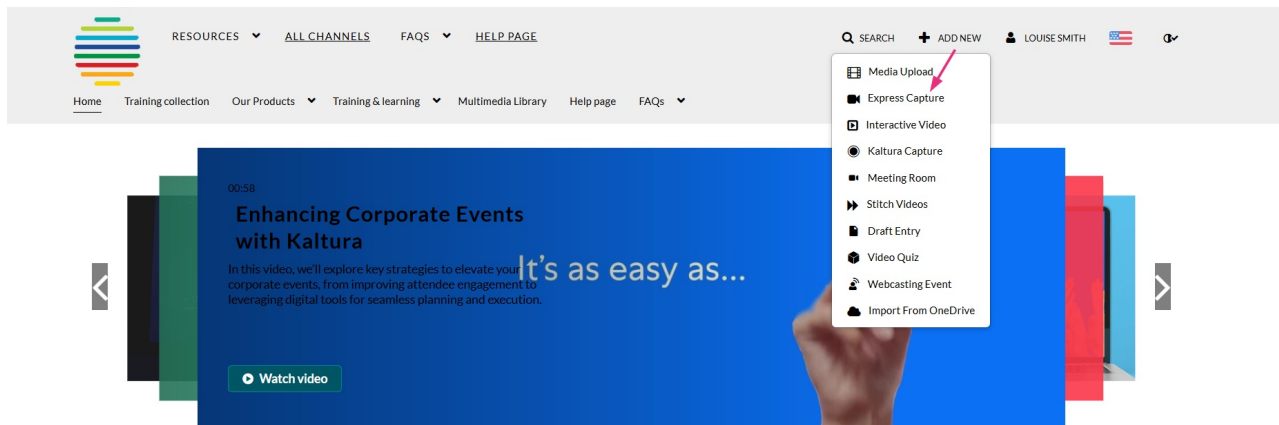 RESOURCES
ALL CHANNELS
FAQS
HELP PAGE
SEARCH
ADD NEW
LOUISE SMITH
Home
Training collection
Our Products
Training & learning
Multimedia Library
Help page
FAQs
Media Upload
Express Capture
Interactive Video
Kaltura Capture
Meeting Room
Stitch Videos
Draft Entry
Video Quiz
Webcasting Event
Import From OneDrive
00:58
Enhancing Corporate Events
with Kaltura
In this video, we'll explore key strategies to elevate your
corporate events, from improving attendee engagement to
leveraging digital tools for seamless planning and execution.
It's as easy as...
Watch video